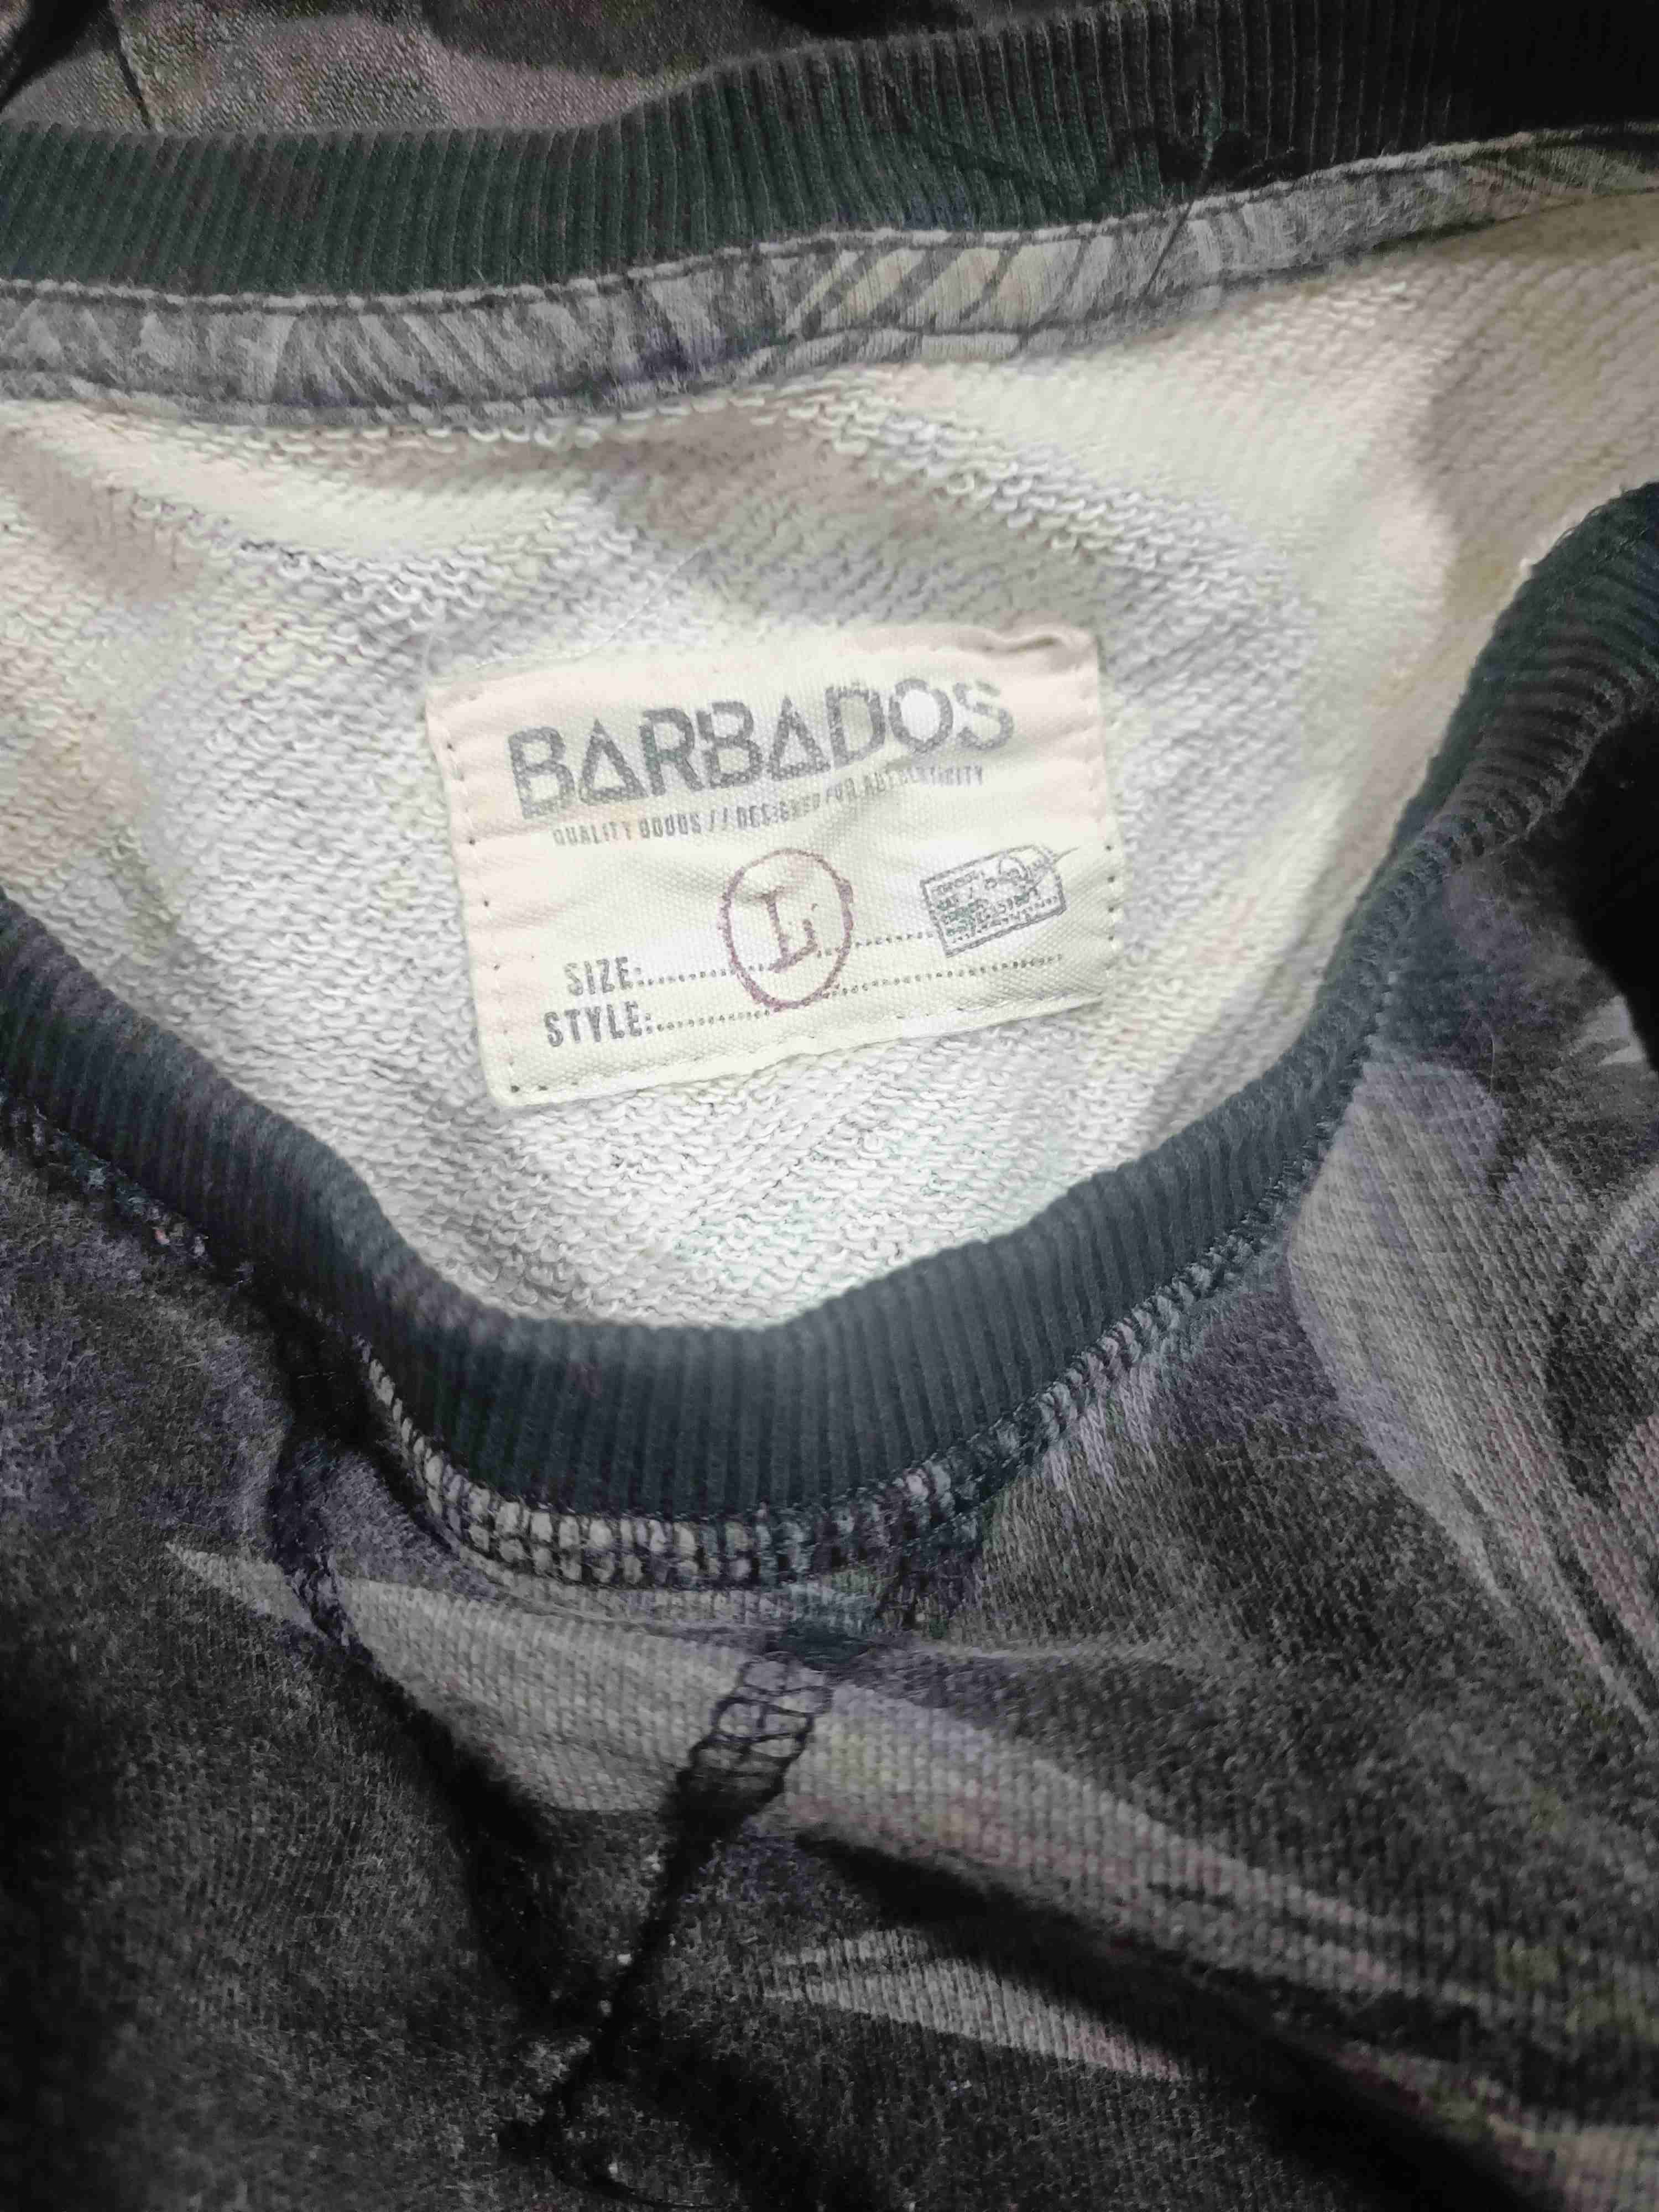 BARBADOS
QUALITY GOODS // DESIGNED FOR AUTHENTICITY
L
SIZE:
STYLE: